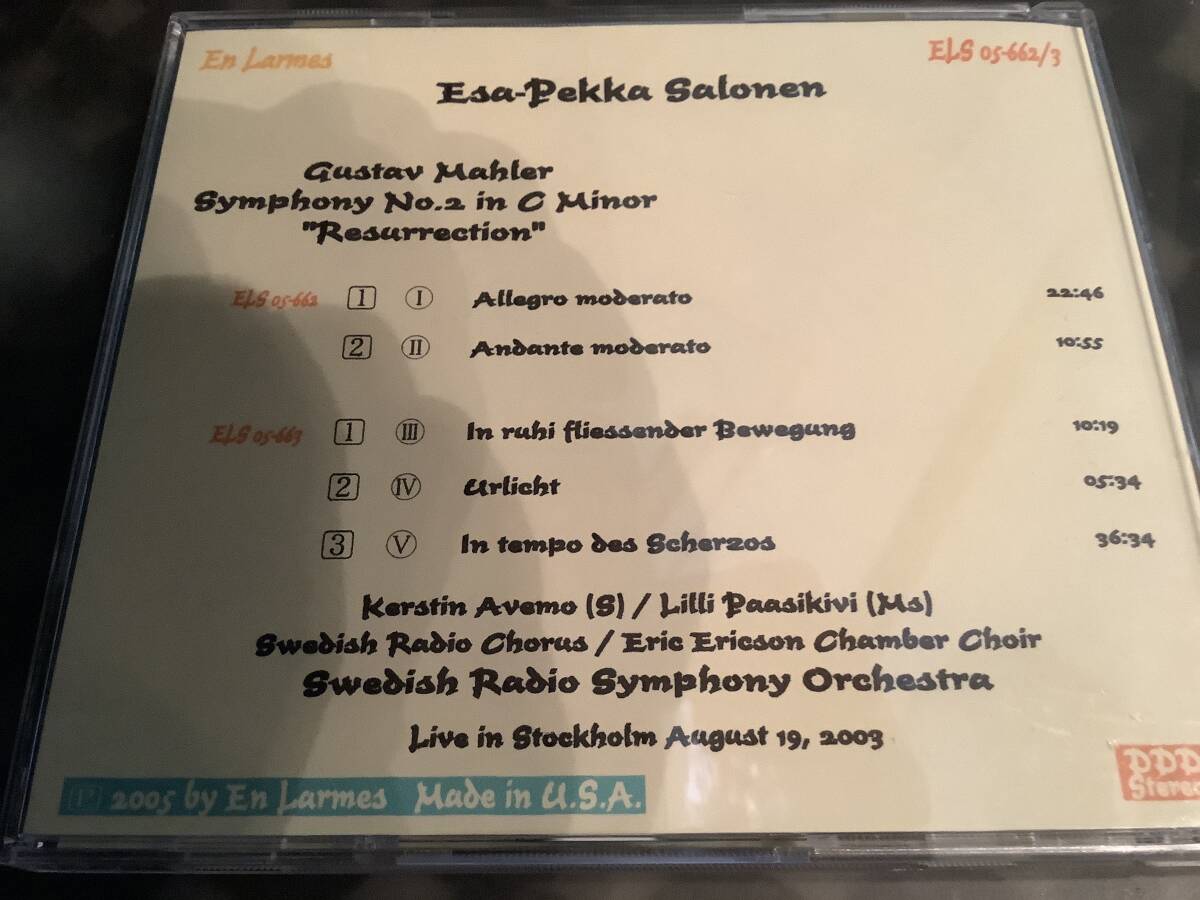 En Larmes
ELS 05-662/3
Esa-Pekka Salonen
Gustav Mahler
Symphony No.2 in C Minor
"Resurrection"
ELS 05-662 1 I Allegro moderato 22:46
2 II Andante moderato 10:55
ELS 05-663 1 III In ruhi fliessender Bewegung 10:19
2 IV Urlicht 05:34
3 V In tempo des Scherzos 36:34
Kerstin Avemo (S) / Lilli Paasikivi (Ms)
Swedish Radio Chorus / Eric Ericson Chamber Choir
Swedish Radio Symphony Orchestra
Live in Stockholm August 19, 2003
℗ 2005 by En Larmes Made in U.S.A.
DDD
Stereo